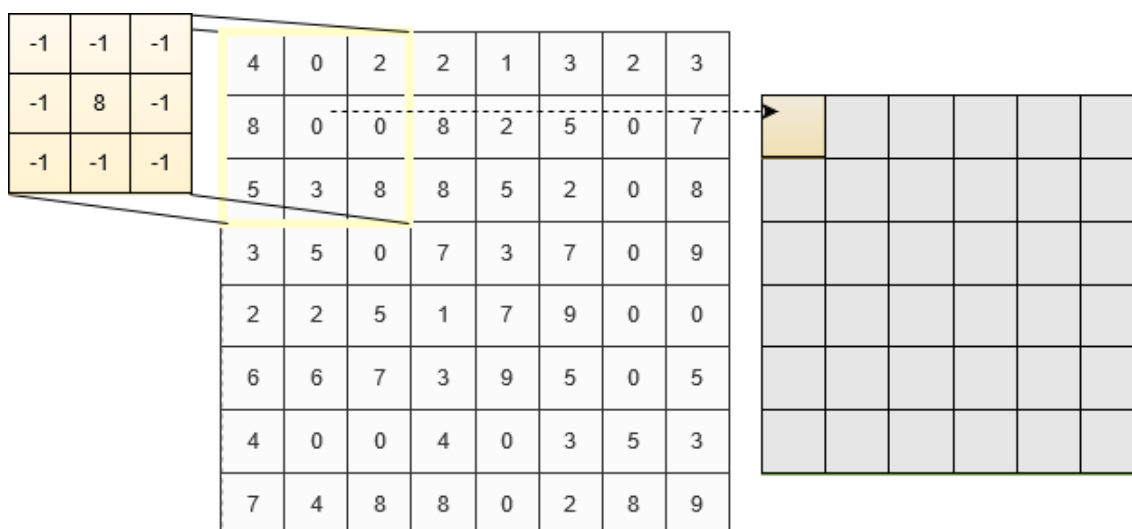 -1 -1 -1
-1 8 -1
-1 -1 -1
4 0 2 2 1 3 2 3
8 0 0 8 2 5 0 7
5 3 8 8 5 2 0 8
3 5 0 7 3 7 0 9
2 2 5 1 7 9 0 0
6 6 7 3 9 5 0 5
4 0 0 4 0 3 5 3
7 4 8 8 0 2 8 9